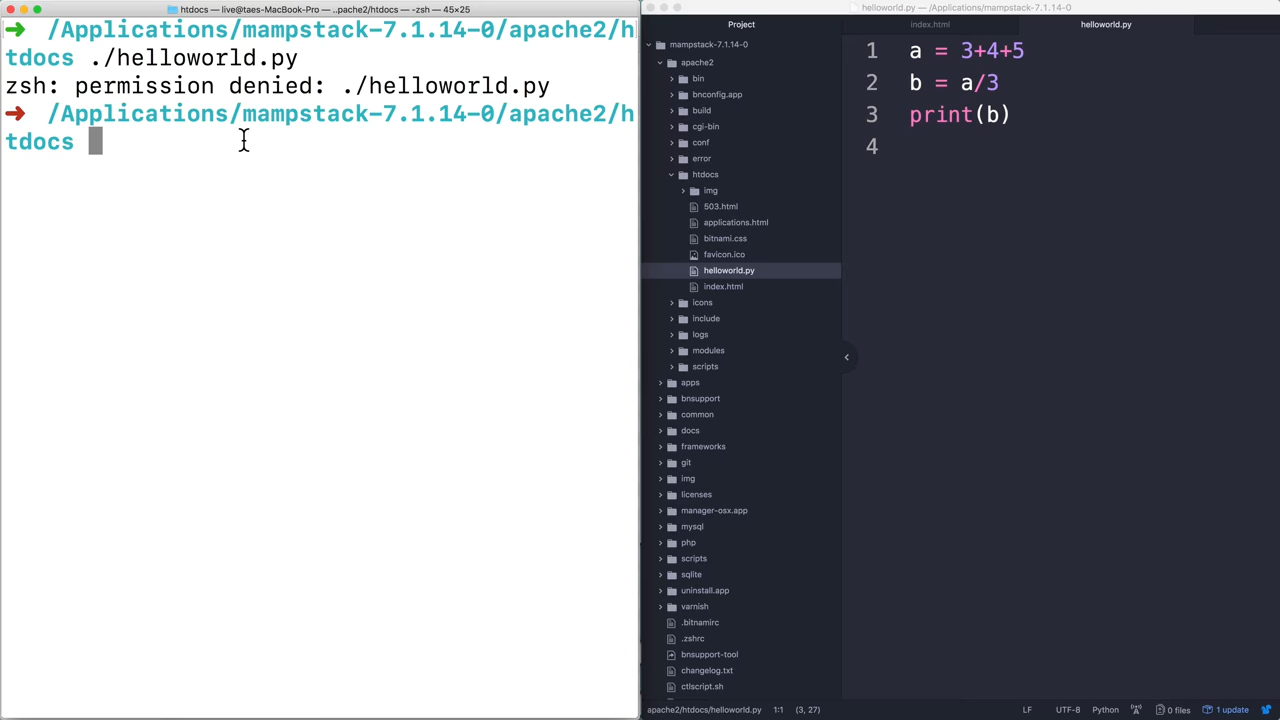 htdocs — live@taes-MacBook-Pro — ..pache2/htdocs — -zsh — 45×25
➜ /Applications/mampstack-7.1.14-0/apache2/h
tdocs ./helloworld.py
zsh: permission denied: ./helloworld.py
➜ /Applications/mampstack-7.1.14-0/apache2/h
tdocs
helloworld.py — /Applications/mampstack-7.1.14-0
Project
mampstack-7.1.14-0
apache2
bin
bnconfig.app
build
cgi-bin
conf
error
htdocs
img
503.html
applications.html
bitnami.css
favicon.ico
helloworld.py
index.html
icons
include
logs
modules
scripts
apps
bnsupport
common
docs
frameworks
git
img
licenses
manager-osx.app
mysql
php
scripts
sqlite
uninstall.app
varnish
.bitnamirc
.zshrc
bnsupport-tool
changelog.txt
ctlscript.sh
index.html
helloworld.py
1 a = 3+4+5
2 b = a/3
3 print(b)
4
apache2/htdocs/helloworld.py 1:1 (3, 27) LF UTF-8 Python 0 files 1 update